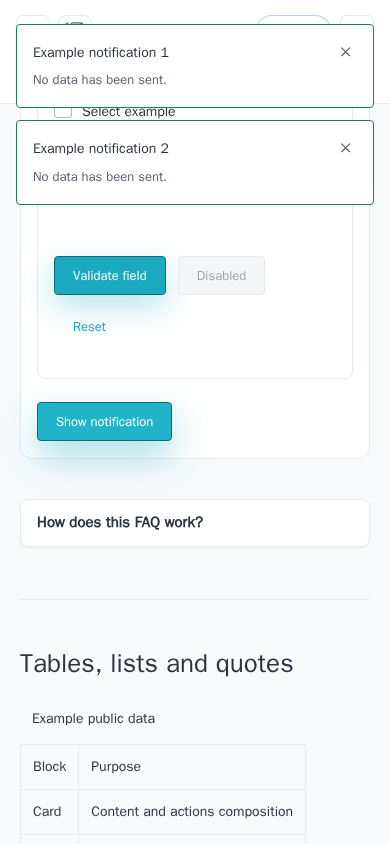 Example notification 1
No data has been sent.
Select example
Example notification 2
No data has been sent.
Validate field
Disabled
Reset
Show notification
How does this FAQ work?
Tables, lists and quotes
Example public data
Block Purpose
Card Content and actions composition